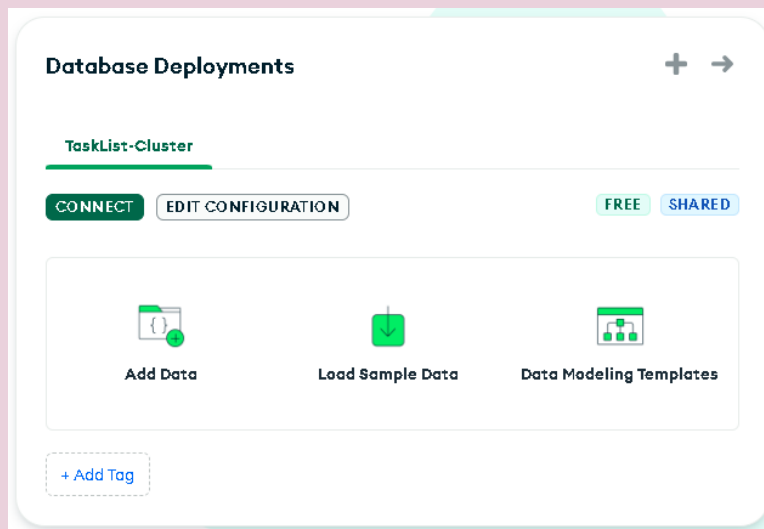 Database Deployments
TaskList-Cluster
CONNECT EDIT CONFIGURATION FREE SHARED
{ }
Add Data Load Sample Data Data Modeling Templates
+ Add Tag